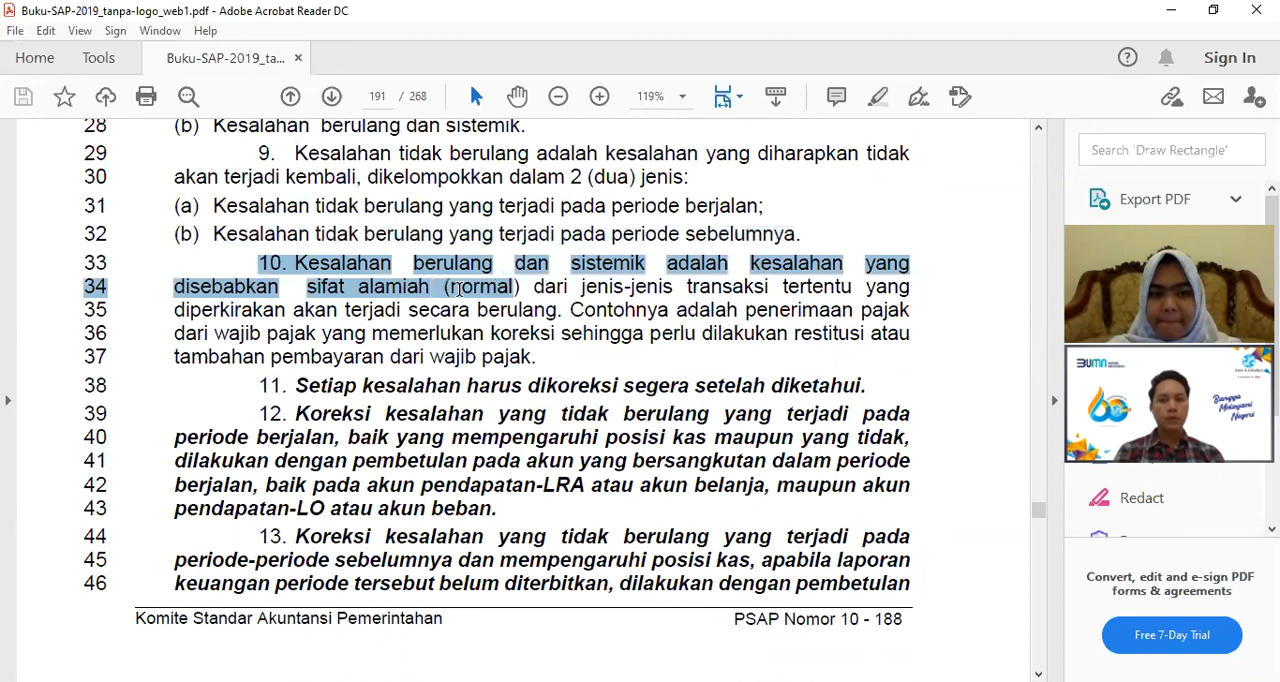 Buku-SAP-2019_tanpa-logo_web1.pdf - Adobe Acrobat Reader DC
File Edit View Sign Window Help
Home Tools Buku-SAP-2019_ta... × Sign In
191 / 268 119%
28 (b) Kesalahan berulang dan sistemik.
29 9. Kesalahan tidak berulang adalah kesalahan yang diharapkan tidak
30 akan terjadi kembali, dikelompokkan dalam 2 (dua) jenis:
31 (a) Kesalahan tidak berulang yang terjadi pada periode berjalan;
32 (b) Kesalahan tidak berulang yang terjadi pada periode sebelumnya.
33 10. Kesalahan berulang dan sistemik adalah kesalahan yang
34 disebabkan sifat alamiah (normal) dari jenis-jenis transaksi tertentu yang
35 diperkirakan akan terjadi secara berulang. Contohnya adalah penerimaan pajak
36 dari wajib pajak yang memerlukan koreksi sehingga perlu dilakukan restitusi atau
37 tambahan pembayaran dari wajib pajak.
38 11. Setiap kesalahan harus dikoreksi segera setelah diketahui.
39 12. Koreksi kesalahan yang tidak berulang yang terjadi pada
40 periode berjalan, baik yang mempengaruhi posisi kas maupun yang tidak,
41 dilakukan dengan pembetulan pada akun yang bersangkutan dalam periode
42 berjalan, baik pada akun pendapatan-LRA atau akun belanja, maupun akun
43 pendapatan-LO atau akun beban.
44 13. Koreksi kesalahan yang tidak berulang yang terjadi pada
45 periode-periode sebelumnya dan mempengaruhi posisi kas, apabila laporan
46 keuangan periode tersebut belum diterbitkan, dilakukan dengan pembetulan
Komite Standar Akuntansi Pemerintahan PSAP Nomor 10 - 188
Search 'Draw Rectangle'
Export PDF
BUMN
60
Bangga
Melayani
Negeri
Redact
Convert, edit and e-sign PDF
forms & agreements
Free 7-Day Trial